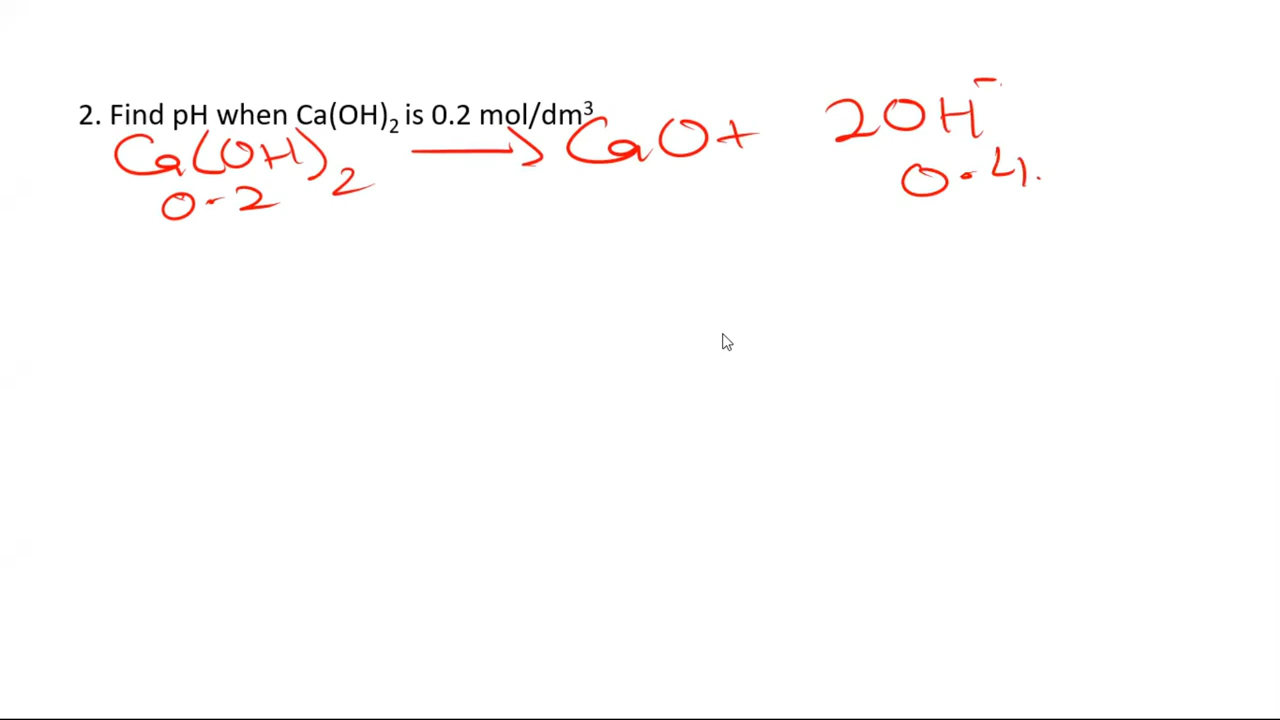 2. Find pH when Ca(OH)₂ is 0.2 mol/dm³
Ca(OH)₂ → CaO + 2OH⁻
0.2 0.4.